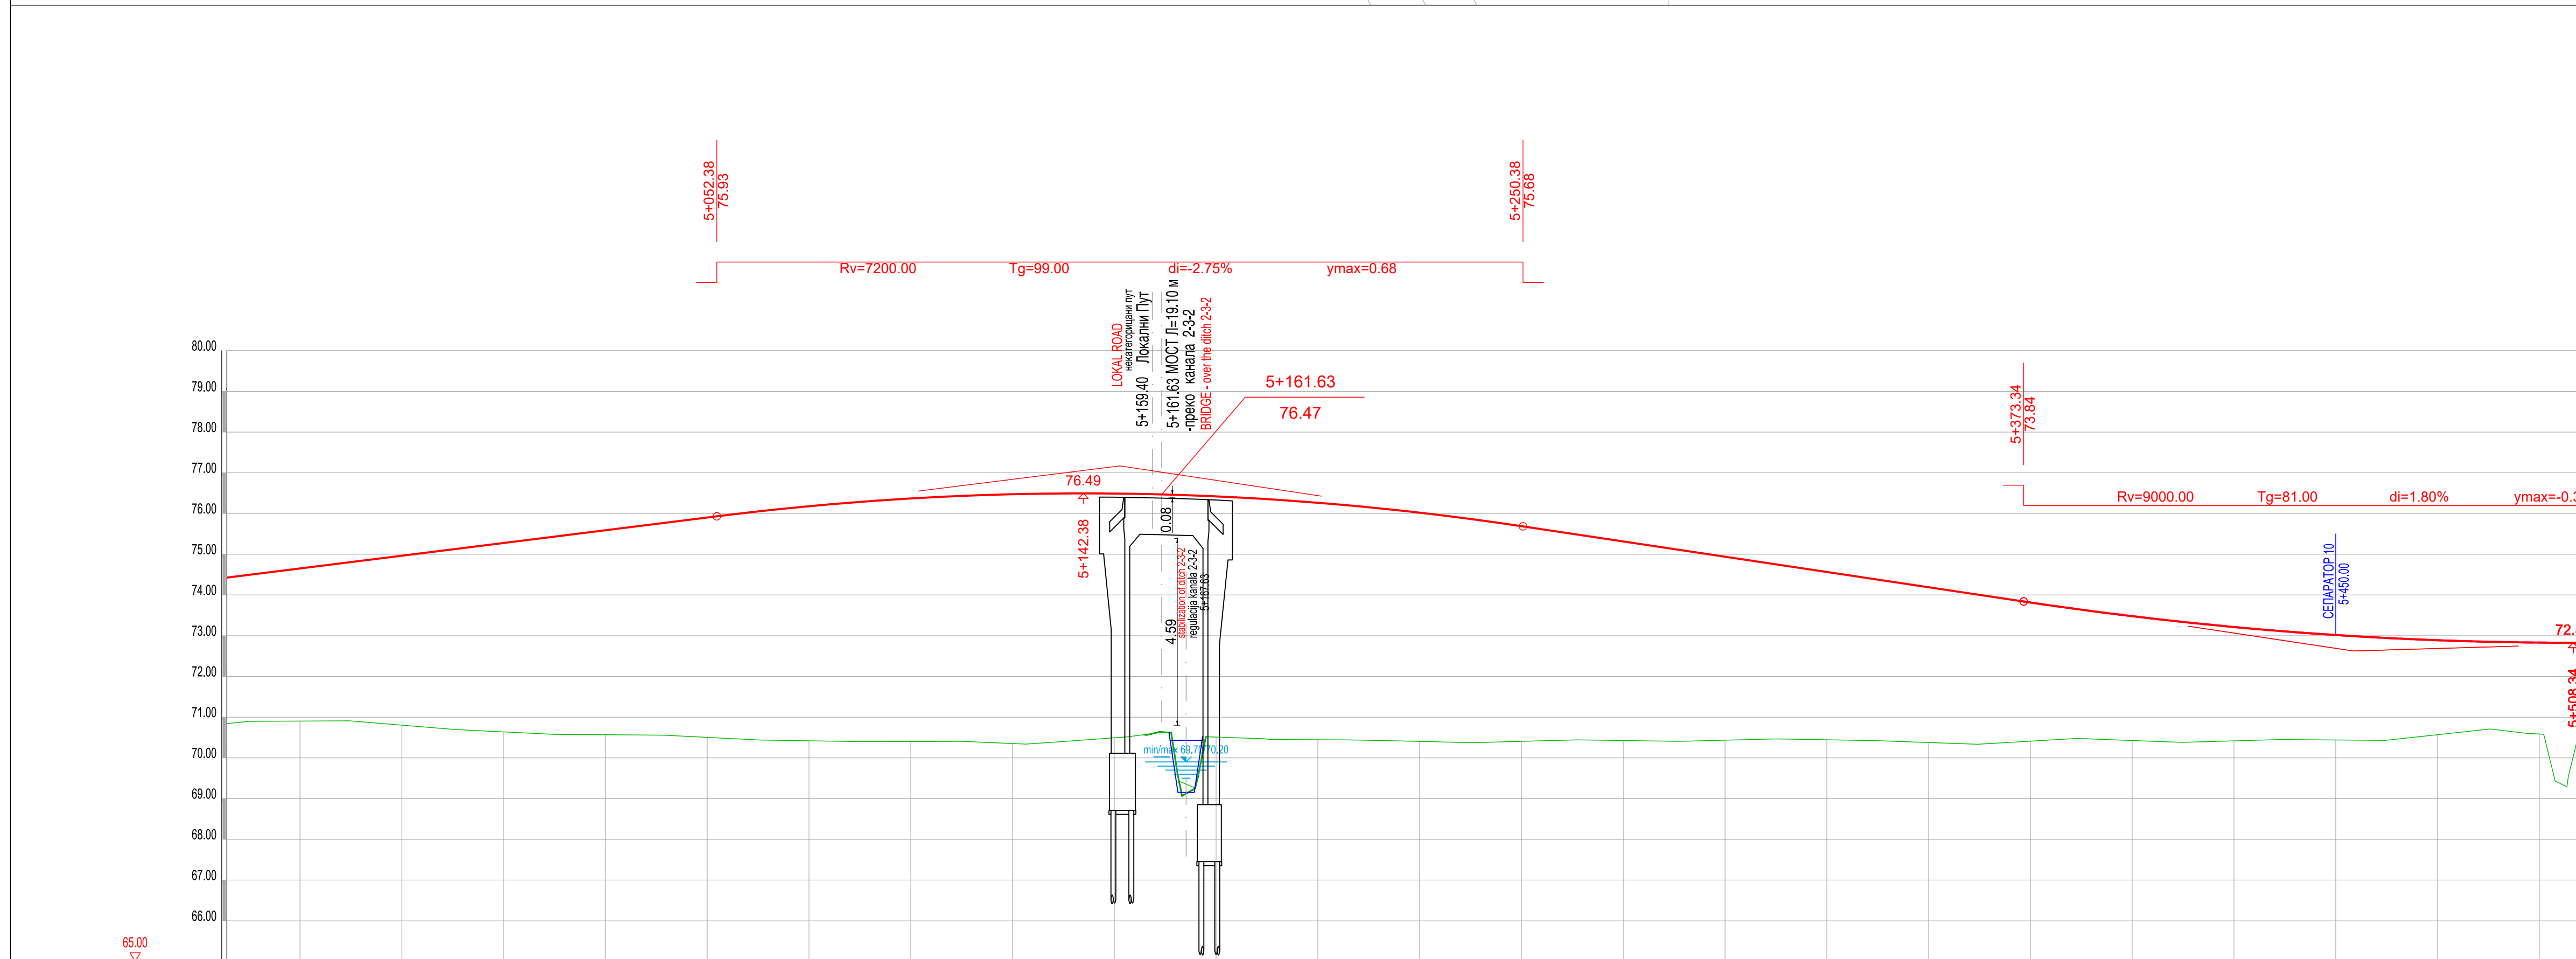 5+052.38
75.93
5+250.38
75.68
Rv=7200.00 Tg=99.00 di=-2.75% ymax=0.68
LOKAL ROAD
некатегорицани пут
5+159.40 Локални Пут
5+161.63 МОСТ Л=19.10 м
-преко канала 2-3-2
BRIDGE - over the ditch 2-3-2
5+161.63
76.47
5+373.34
73.84
Rv=9000.00 Tg=81.00 di=1.80%
76.49
5+142.38
0.08
4.59
stabilization of ditch 2-3-2
regulacija kanala 2-3-2
5+167.63
СЕПАРАТОР 10
5+450.00
5+508.34
min/max 69,70/70.20
80.00
79.00
78.00
77.00
76.00
75.00
74.00
73.00
72.00
71.00
70.00
69.00
68.00
67.00
66.00
65.00